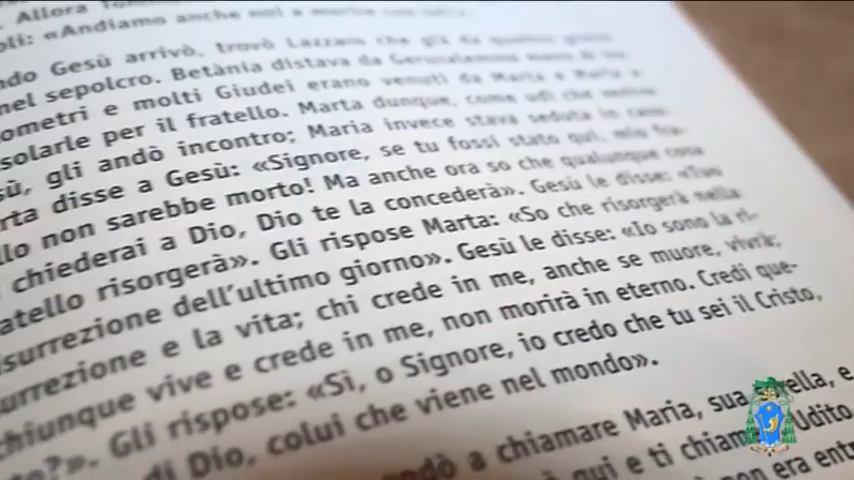 Allora
oli: «Andiamo anche noi a morire con
ndo Gesù arrivò, trovò Lazzaro che già da quattro giorni
nel sepolcro. Betània distava da Gerusalemme meno di
ometri e molti Giudei erano venuti da Marta e Maria a
solarle per il fratello. Marta dunque, come udì che veniva
sù, gli andò incontro; Maria invece stava seduta in casa.
rta disse a Gesù: «Signore, se tu fossi stato qui, mio fra-
llo non sarebbe morto! Ma anche ora so che qualunque cosa
chiederai a Dio, Dio te la concederà». Gesù le disse: «Tuo
atello risorgerà». Gli rispose Marta: «So che risorgerà nella
surrezione dell'ultimo giorno». Gesù le disse: «Io sono la ri-
urrezione e la vita; chi crede in me, anche se muore, vivrà;
chiunque vive e crede in me, non morirà in eterno. Credi que-
to?». Gli rispose: «Sì, o Signore, io credo che tu sei il Cristo,
di Dio, colui che viene nel mondo».
andò a chiamare Maria, sua sorella, e
è qui e ti chiama Udito
non era entr